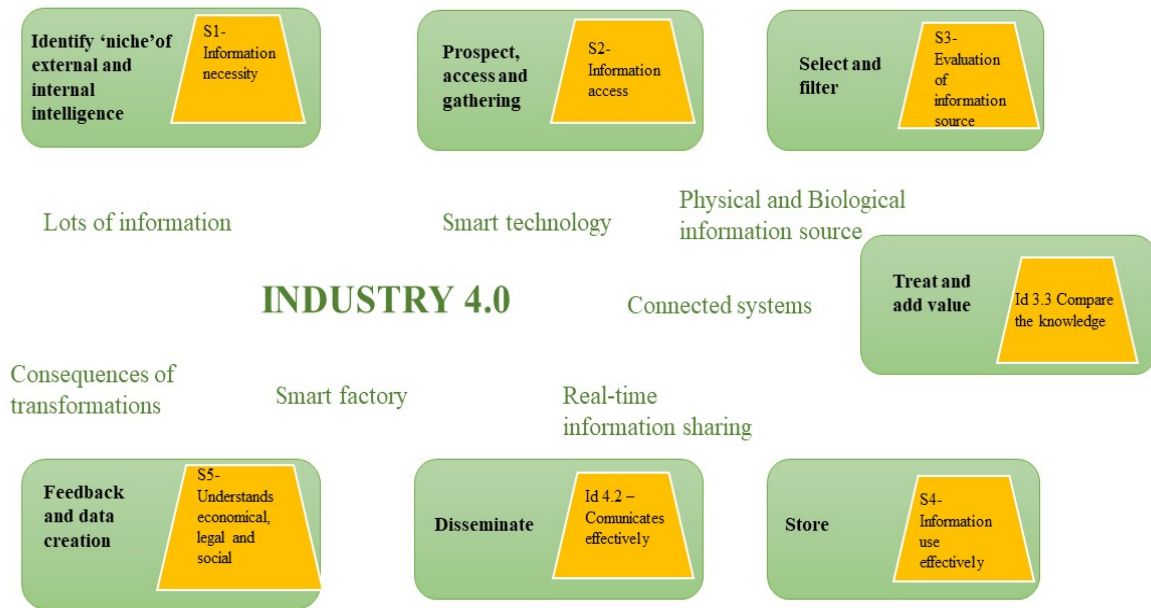 Identify ‘niche’of
external and
internal
intelligence
S1-
Information
necessity
Prospect,
access and
gathering
S2-
Information
access
Select and
filter
S3-
Evaluation
of
information
source
Lots of information
Smart technology
Physical and Biological
information source
INDUSTRY 4.0
Connected systems
Treat and
add value
Id 3.3 Compare
the knowledge
Consequences of
transformations
Smart factory
Real-time
information sharing
Feedback
and data
creation
S5-
Understands
economical,
legal and
social
Disseminate
Id 4.2 –
Comunicates
effectively
Store
S4-
Information
use
effectively